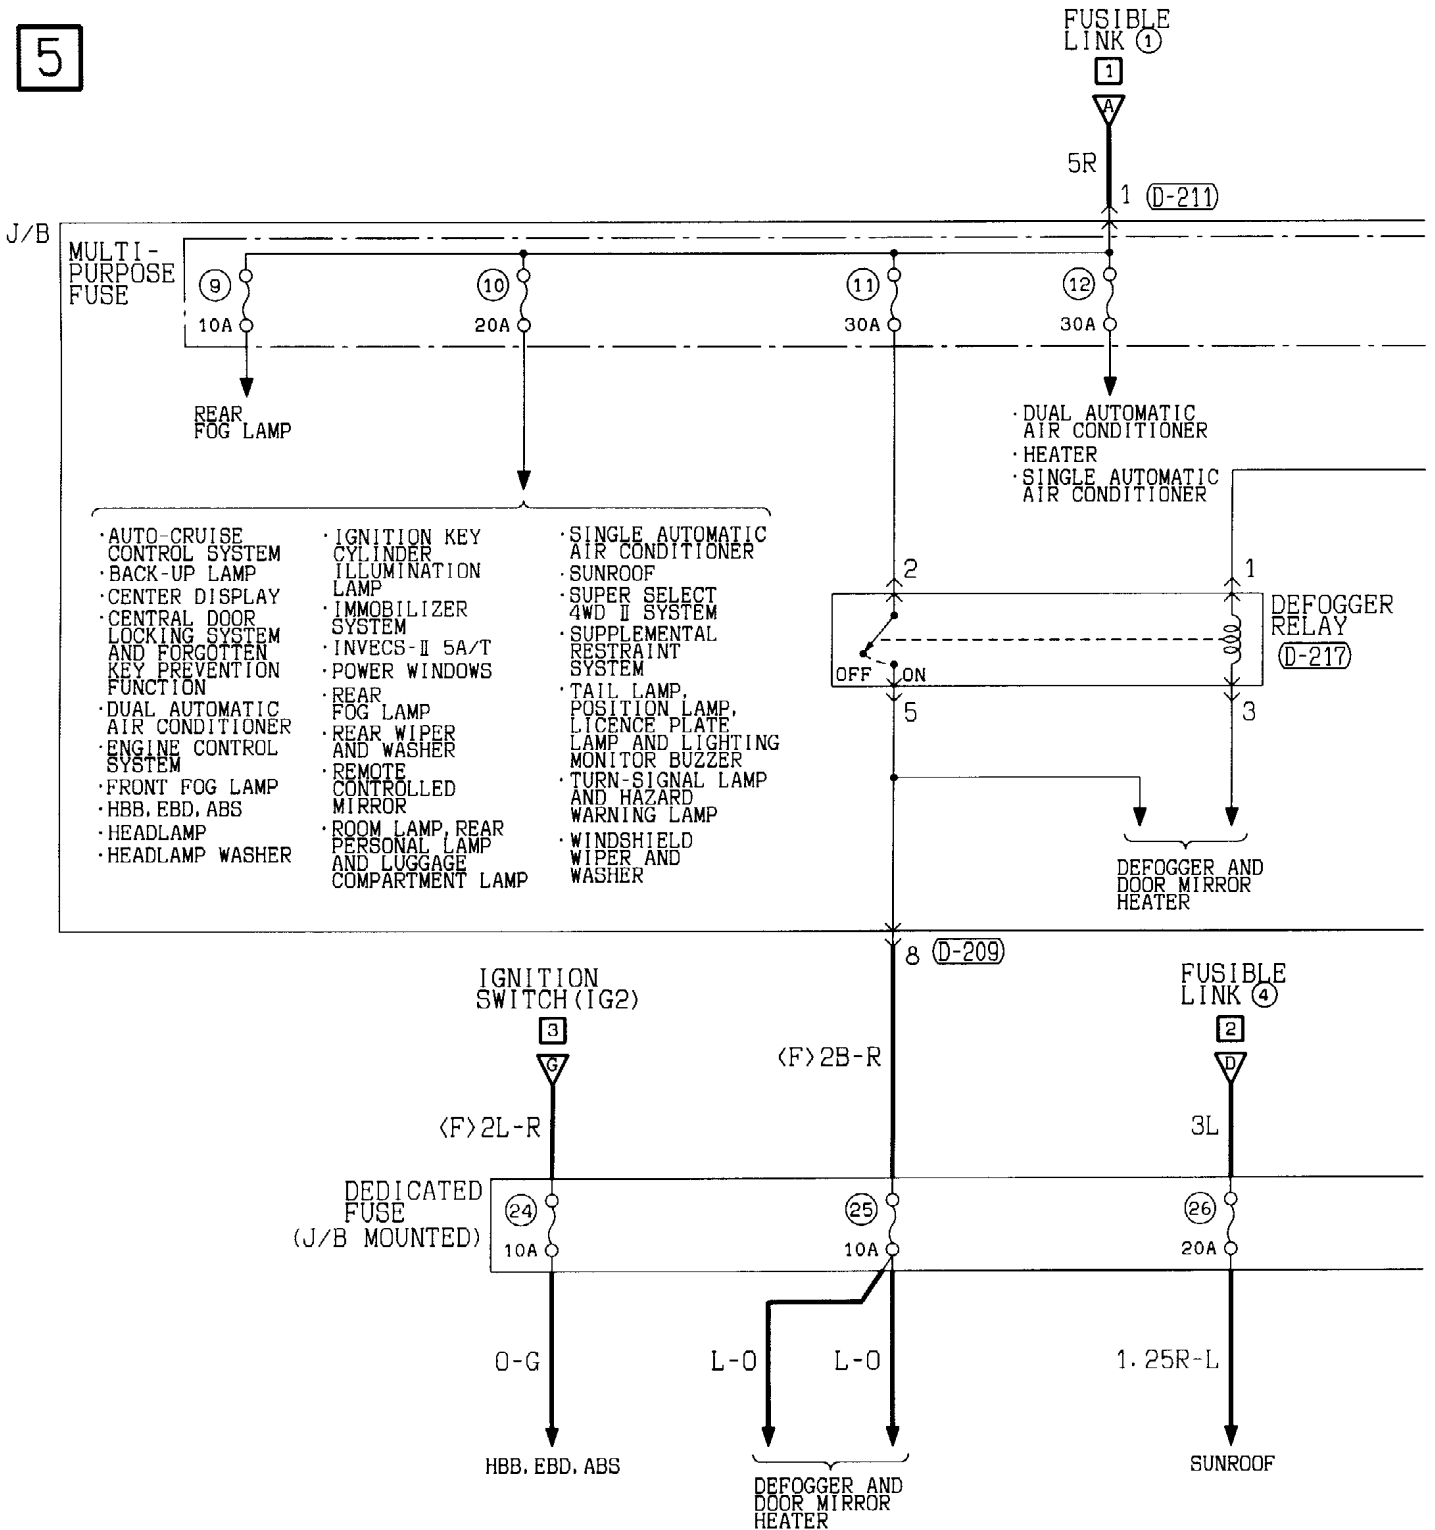 5
FUSIBLE
LINK ①
1
A
5R
1 (D-211)
J/B
MULTI-
PURPOSE
FUSE
9
10A
10
20A
11
30A
12
30A
REAR
FOG LAMP
·DUAL AUTOMATIC
AIR CONDITIONER
·HEATER
·SINGLE AUTOMATIC
AIR CONDITIONER
·AUTO-CRUISE
CONTROL SYSTEM
·BACK-UP LAMP
·CENTER DISPLAY
·CENTRAL DOOR
LOCKING SYSTEM
AND FORGOTTEN
KEY PREVENTION
FUNCTION
·DUAL AUTOMATIC
AIR CONDITIONER
·ENGINE CONTROL
SYSTEM
·FRONT FOG LAMP
·HBB, EBD, ABS
·HEADLAMP
·HEADLAMP WASHER
·IGNITION KEY
CYLINDER
ILLUMINATION
LAMP
·IMMOBILIZER
SYSTEM
·INVECS-Ⅱ 5A/T
·POWER WINDOWS
·REAR
FOG LAMP
·REAR WIPER
AND WASHER
·REMOTE
CONTROLLED
MIRROR
·ROOM LAMP, REAR
PERSONAL LAMP
AND LUGGAGE
COMPARTMENT LAMP
·SINGLE AUTOMATIC
AIR CONDITIONER
·SUNROOF
·SUPER SELECT
4WD Ⅱ SYSTEM
·SUPPLEMENTAL
RESTRAINT
SYSTEM
·TAIL LAMP,
POSITION LAMP,
LICENCE PLATE
LAMP AND LIGHTING
MONITOR BUZZER
·TURN-SIGNAL LAMP
AND HAZARD
WARNING LAMP
·WINDSHIELD
WIPER AND
WASHER
2
1
DEFOGGER
RELAY
(D-217)
OFF
ON
5
3
DEFOGGER AND
DOOR MIRROR
HEATER
8 (D-209)
IGNITION
SWITCH(IG2)
3
G
<F>2L-R
<F>2B-R
FUSIBLE
LINK ④
2
D
3L
DEDICATED
FUSE
(J/B MOUNTED)
24
10A
25
10A
26
20A
O-G
L-O
L-O
1.25R-L
HBB, EBD, ABS
DEFOGGER AND
DOOR MIRROR
HEATER
SUNROOF